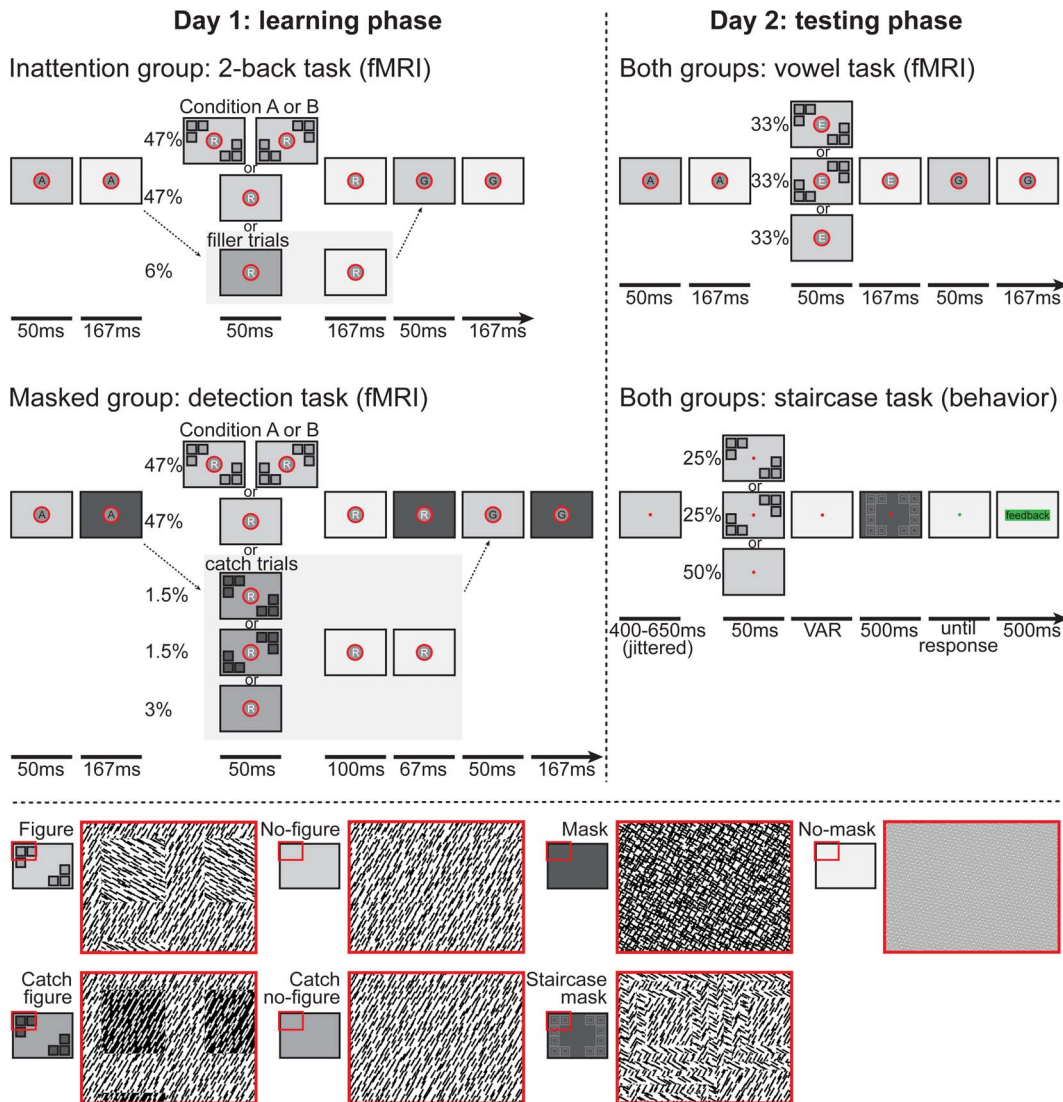 Day 1: learning phase
Day 2: testing phase
Inattention group: 2-back task (fMRI)
Condition A or B
47%
R
R
or
A
A
47%
R
R
G
G
or
filler trials
6%
R
R
50ms
167ms
50ms
167ms
50ms
167ms
Both groups: vowel task (fMRI)
33%
E
or
A
A
33%
E
E
G
G
or
33%
E
50ms
167ms
50ms
167ms
50ms
167ms
Masked group: detection task (fMRI)
Condition A or B
47%
R
R
or
A
A
47%
R
R
R
G
G
or
catch trials
1.5%
R
or
1.5%
R
R
R
or
3%
R
50ms
167ms
50ms
100ms
67ms
50ms
167ms
Both groups: staircase task (behavior)
25%
or
25%
feedback
or
50%
400-650ms
(jittered)
50ms
VAR
500ms
until
response
500ms
Figure
No-figure
Mask
No-mask
Catch
figure
Catch
no-figure
Staircase
mask